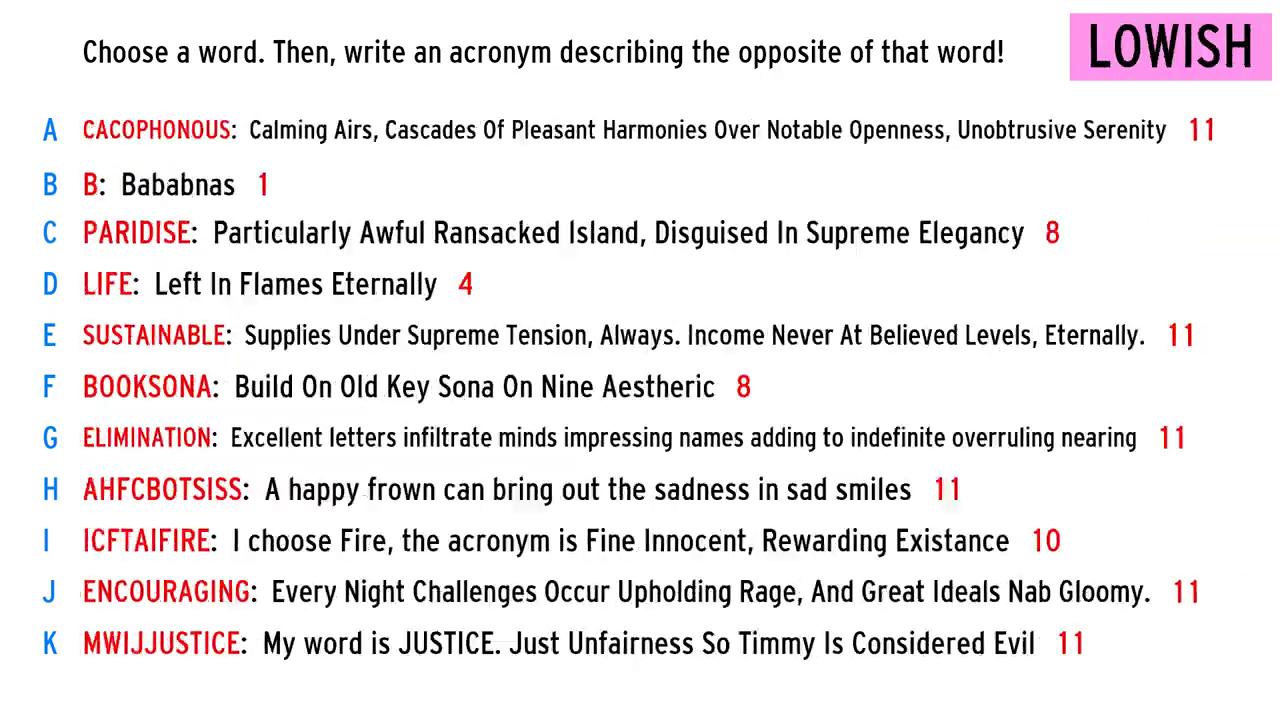 Choose a word. Then, write an acronym describing the opposite of that word!
LOWISH
A CACOPHONOUS: Calming Airs, Cascades Of Pleasant Harmonies Over Notable Openness, Unobtrusive Serenity 11
B B: Bababnas 1
C PARIDISE: Particularly Awful Ransacked Island, Disguised In Supreme Elegancy 8
D LIFE: Left In Flames Eternally 4
E SUSTAINABLE: Supplies Under Supreme Tension, Always. Income Never At Believed Levels, Eternally. 11
F BOOKSONA: Build On Old Key Sona On Nine Aestheric 8
G ELIMINATION: Excellent letters infiltrate minds impressing names adding to indefinite overruling nearing 11
H AHFCBOTSISS: A happy frown can bring out the sadness in sad smiles 11
I ICFTAIFIRE: I choose Fire, the acronym is Fine Innocent, Rewarding Existance 10
J ENCOURAGING: Every Night Challenges Occur Upholding Rage, And Great Ideals Nab Gloomy. 11
K MWIJJUSTICE: My word is JUSTICE. Just Unfairness So Timmy Is Considered Evil 11